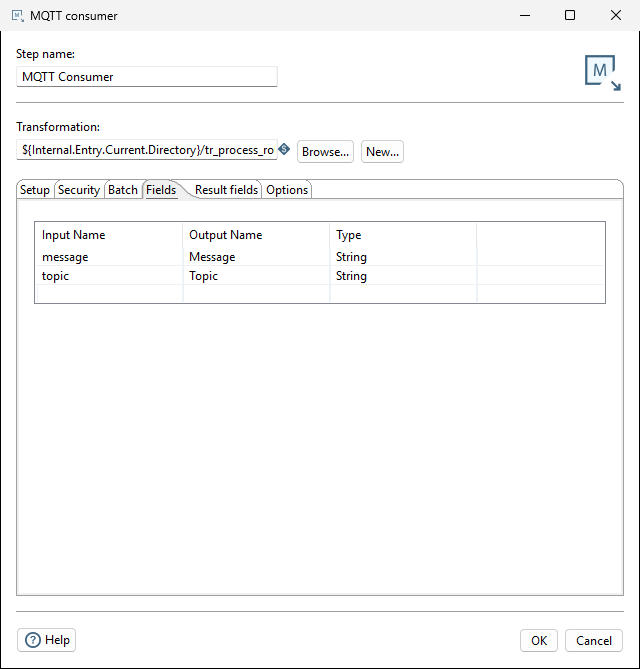 MQTT consumer
Step name:
MQTT Consumer
M
Transformation:
${Internal.Entry.Current.Directory}/tr_process_ro
S
Browse...
New...
Setup Security Batch Fields Result fields Options
Input Name Output Name Type
message Message String
topic Topic String
? Help
OK
Cancel